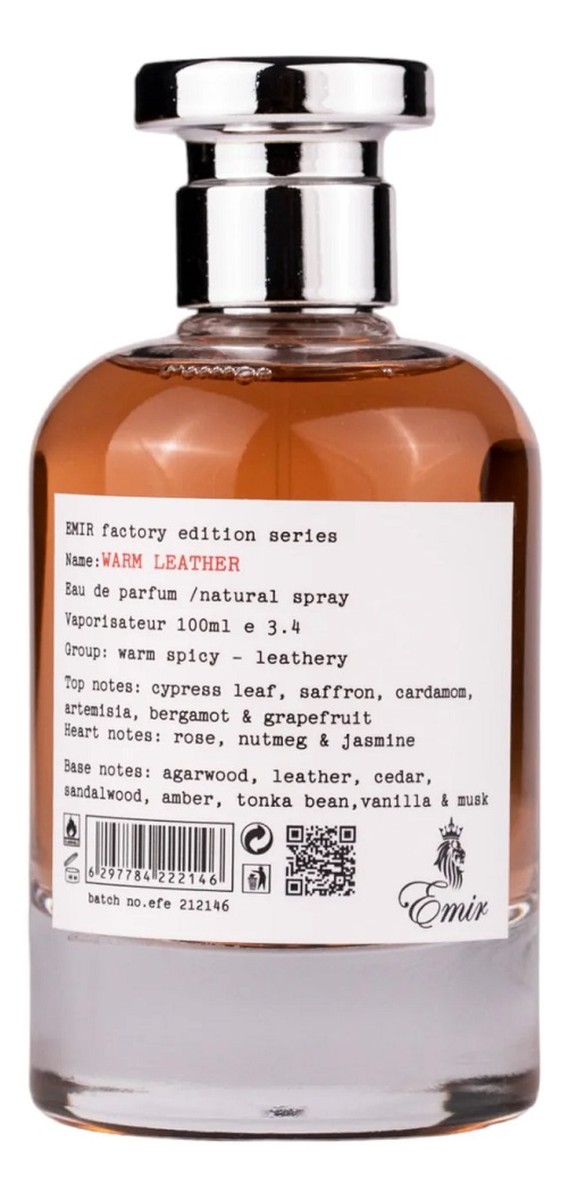 EMIR factory edition series
Name:WARM LEATHER
Eau de parfum /natural spray
Vaporisateur 100ml e 3.4
Group: warm spicy - leathery
Top notes: cypress leaf, saffron, cardamom,
artemisia, bergamot & grapefruit
Heart notes: rose, nutmeg & jasmine
Base notes: agarwood, leather, cedar,
sandalwood, amber, tonka bean,vanilla & musk
6 297784 222146
batch no.efe 212146
Emir